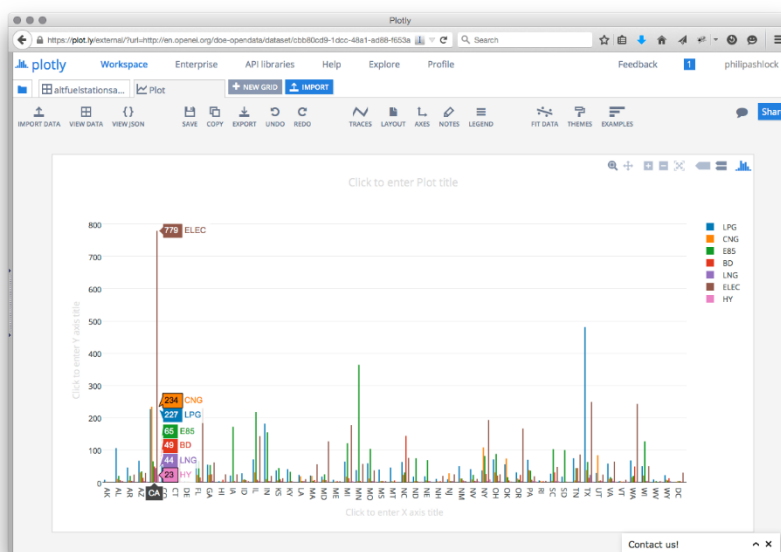 Plotly
https://plot.ly/external/?url=http://en.openei.org/doe-opendata/dataset/cbb80cd9-1dcc-48a1-ad88-f653a
Search
plotly Workspace Enterprise API libraries Help Explore Profile Feedback 1 philipashlock
altfuelstationsa... Plot NEW GRID IMPORT
IMPORT DATA VIEW DATA VIEW JSON SAVE COPY EXPORT UNDO REDO TRACES LAYOUT AXES NOTES LEGEND FIT DATA THEMES EXAMPLES Shar
Click to enter Plot title
Click to enter Y axis title
800
700
600
500
400
300
200
100
0
779 ELEC
234 CNG
227 LPG
65 E85
49 BD
44 LNG
23 HY
LPG
CNG
E85
BD
LNG
ELEC
HY
AK AL AR AZ CA CT DE FL GA HI IA ID IL IN KS KY LA MA MD ME MI MN MO MS MT NC ND NE NH NJ NM NV NY OH OK OR PA RI SC SD TN TX UT VA VT WA WI WV WY DC
Click to enter X axis title
Contact us!